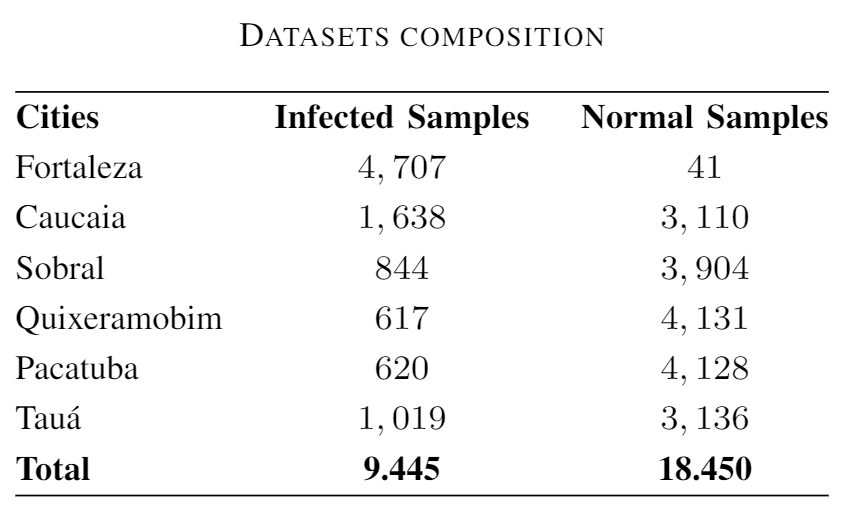 DATASETS COMPOSITION
Cities Infected Samples Normal Samples
Fortaleza 4, 707 41
Caucaia 1, 638 3, 110
Sobral 844 3, 904
Quixeramobim 617 4, 131
Pacatuba 620 4, 128
Tauá 1, 019 3, 136
Total 9.445 18.450